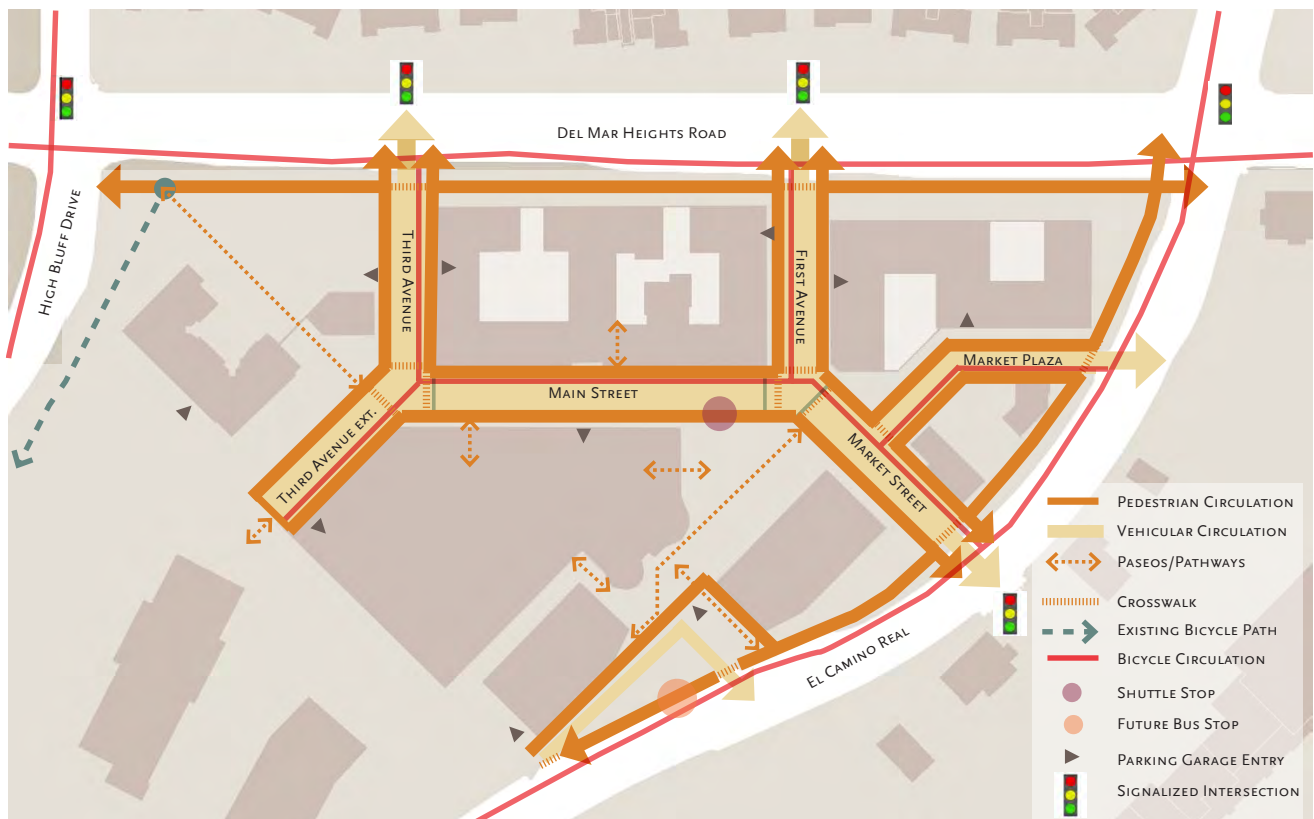 DEL MAR HEIGHTS ROAD
HIGH BLUFF DRIVE
THIRD AVENUE
FIRST AVENUE
MARKET PLAZA
MAIN STREET
THIRD AVENUE EXT.
MARKET STREET
EL CAMINO REAL
PEDESTRIAN CIRCULATION
VEHICULAR CIRCULATION
PASEOS/PATHWAYS
CROSSWALK
EXISTING BICYCLE PATH
BICYCLE CIRCULATION
SHUTTLE STOP
FUTURE BUS STOP
PARKING GARAGE ENTRY
SIGNALIZED INTERSECTION